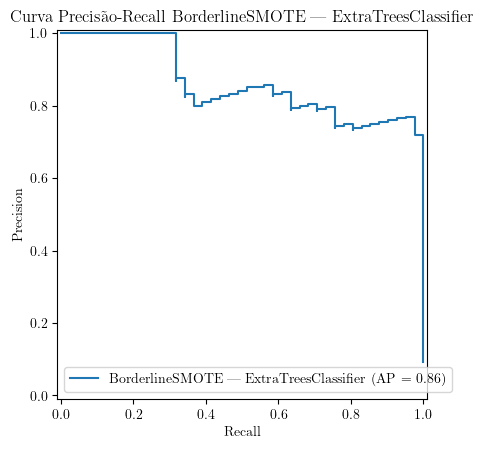 Curva Precisão-Recall BorderlineSMOTE — ExtraTreesClassifier
1.0
0.8
0.6
0.4
0.2
0.0
Precision
BorderlineSMOTE — ExtraTreesClassifier (AP = 0.86)
0.0 0.2 0.4 0.6 0.8 1.0
Recall